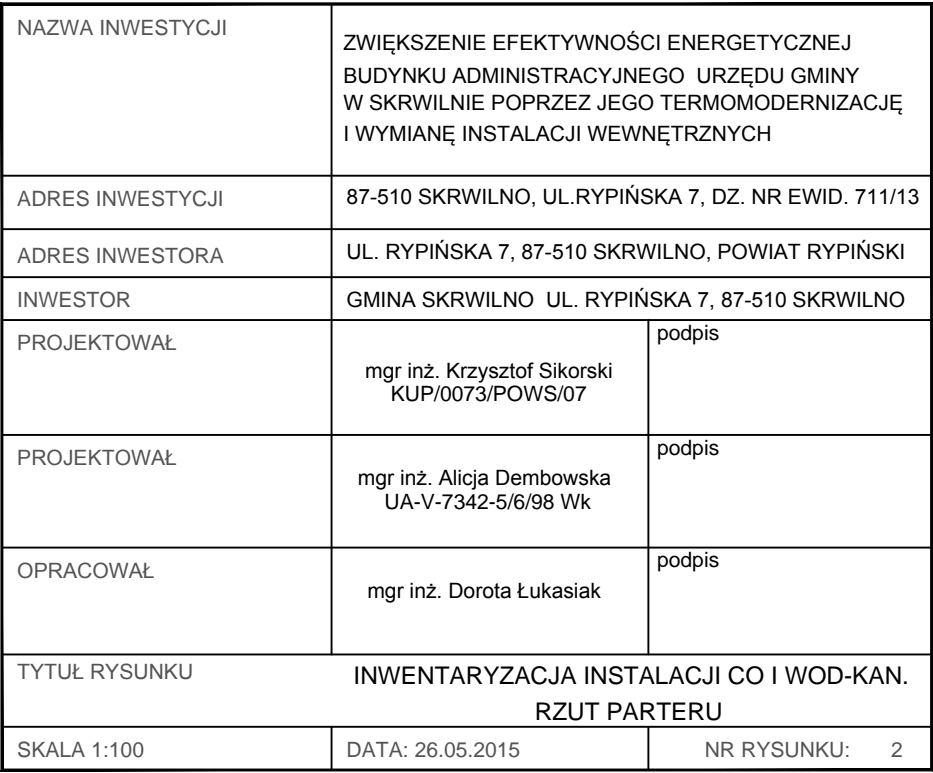 NAZWA INWESTYCJI
ZWIĘKSZENIE EFEKTYWNOŚCI ENERGETYCZNEJ
BUDYNKU ADMINISTRACYJNEGO URZĘDU GMINY
W SKRWILNIE POPRZEZ JEGO TERMOMODERNIZACJĘ
I WYMIANĘ INSTALACJI WEWNĘTRZNYCH
ADRES INWESTYCJI
87-510 SKRWILNO, UL.RYPIŃSKA 7, DZ. NR EWID. 711/13
ADRES INWESTORA
UL. RYPIŃSKA 7, 87-510 SKRWILNO, POWIAT RYPIŃSKI
INWESTOR
GMINA SKRWILNO UL. RYPIŃSKA 7, 87-510 SKRWILNO
PROJEKTOWAŁ
mgr inż. Krzysztof Sikorski
KUP/0073/POWS/07
podpis
PROJEKTOWAŁ
mgr inż. Alicja Dembowska
UA-V-7342-5/6/98 Wk
podpis
OPRACOWAŁ
mgr inż. Dorota Łukasiak
podpis
TYTUŁ RYSUNKU
INWENTARYZACJA INSTALACJI CO I WOD-KAN.
RZUT PARTERU
SKALA 1:100
DATA: 26.05.2015
NR RYSUNKU: 2